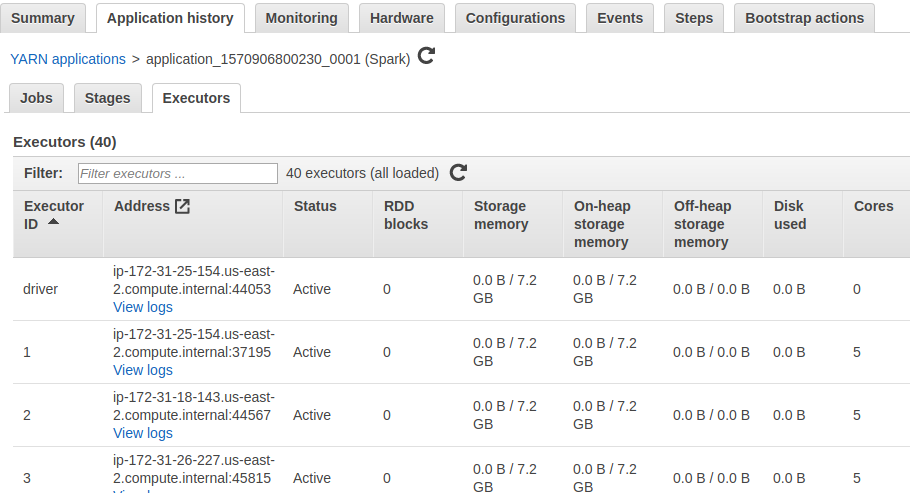 Summary Application history Monitoring Hardware Configurations Events Steps Bootstrap actions
YARN applications > application_1570906800230_0001 (Spark)
Jobs Stages Executors
Executors (40)
Filter: Filter executors ... 40 executors (all loaded)
Executor ID Address Status RDD blocks Storage memory On-heap storage memory Off-heap storage memory Disk used Cores
driver ip-172-31-25-154.us-east-2.compute.internal:44053 View logs Active 0 0.0 B / 7.2 GB 0.0 B / 7.2 GB 0.0 B / 0.0 B 0.0 B 0
1 ip-172-31-25-154.us-east-2.compute.internal:37195 View logs Active 0 0.0 B / 7.2 GB 0.0 B / 7.2 GB 0.0 B / 0.0 B 0.0 B 5
2 ip-172-31-18-143.us-east-2.compute.internal:44567 View logs Active 0 0.0 B / 7.2 GB 0.0 B / 7.2 GB 0.0 B / 0.0 B 0.0 B 5
3 ip-172-31-26-227.us-east-2.compute.internal:45815 Active 0 0.0 B / 7.2 GB 0.0 B / 7.2 GB 0.0 B / 0.0 B 0.0 B 5